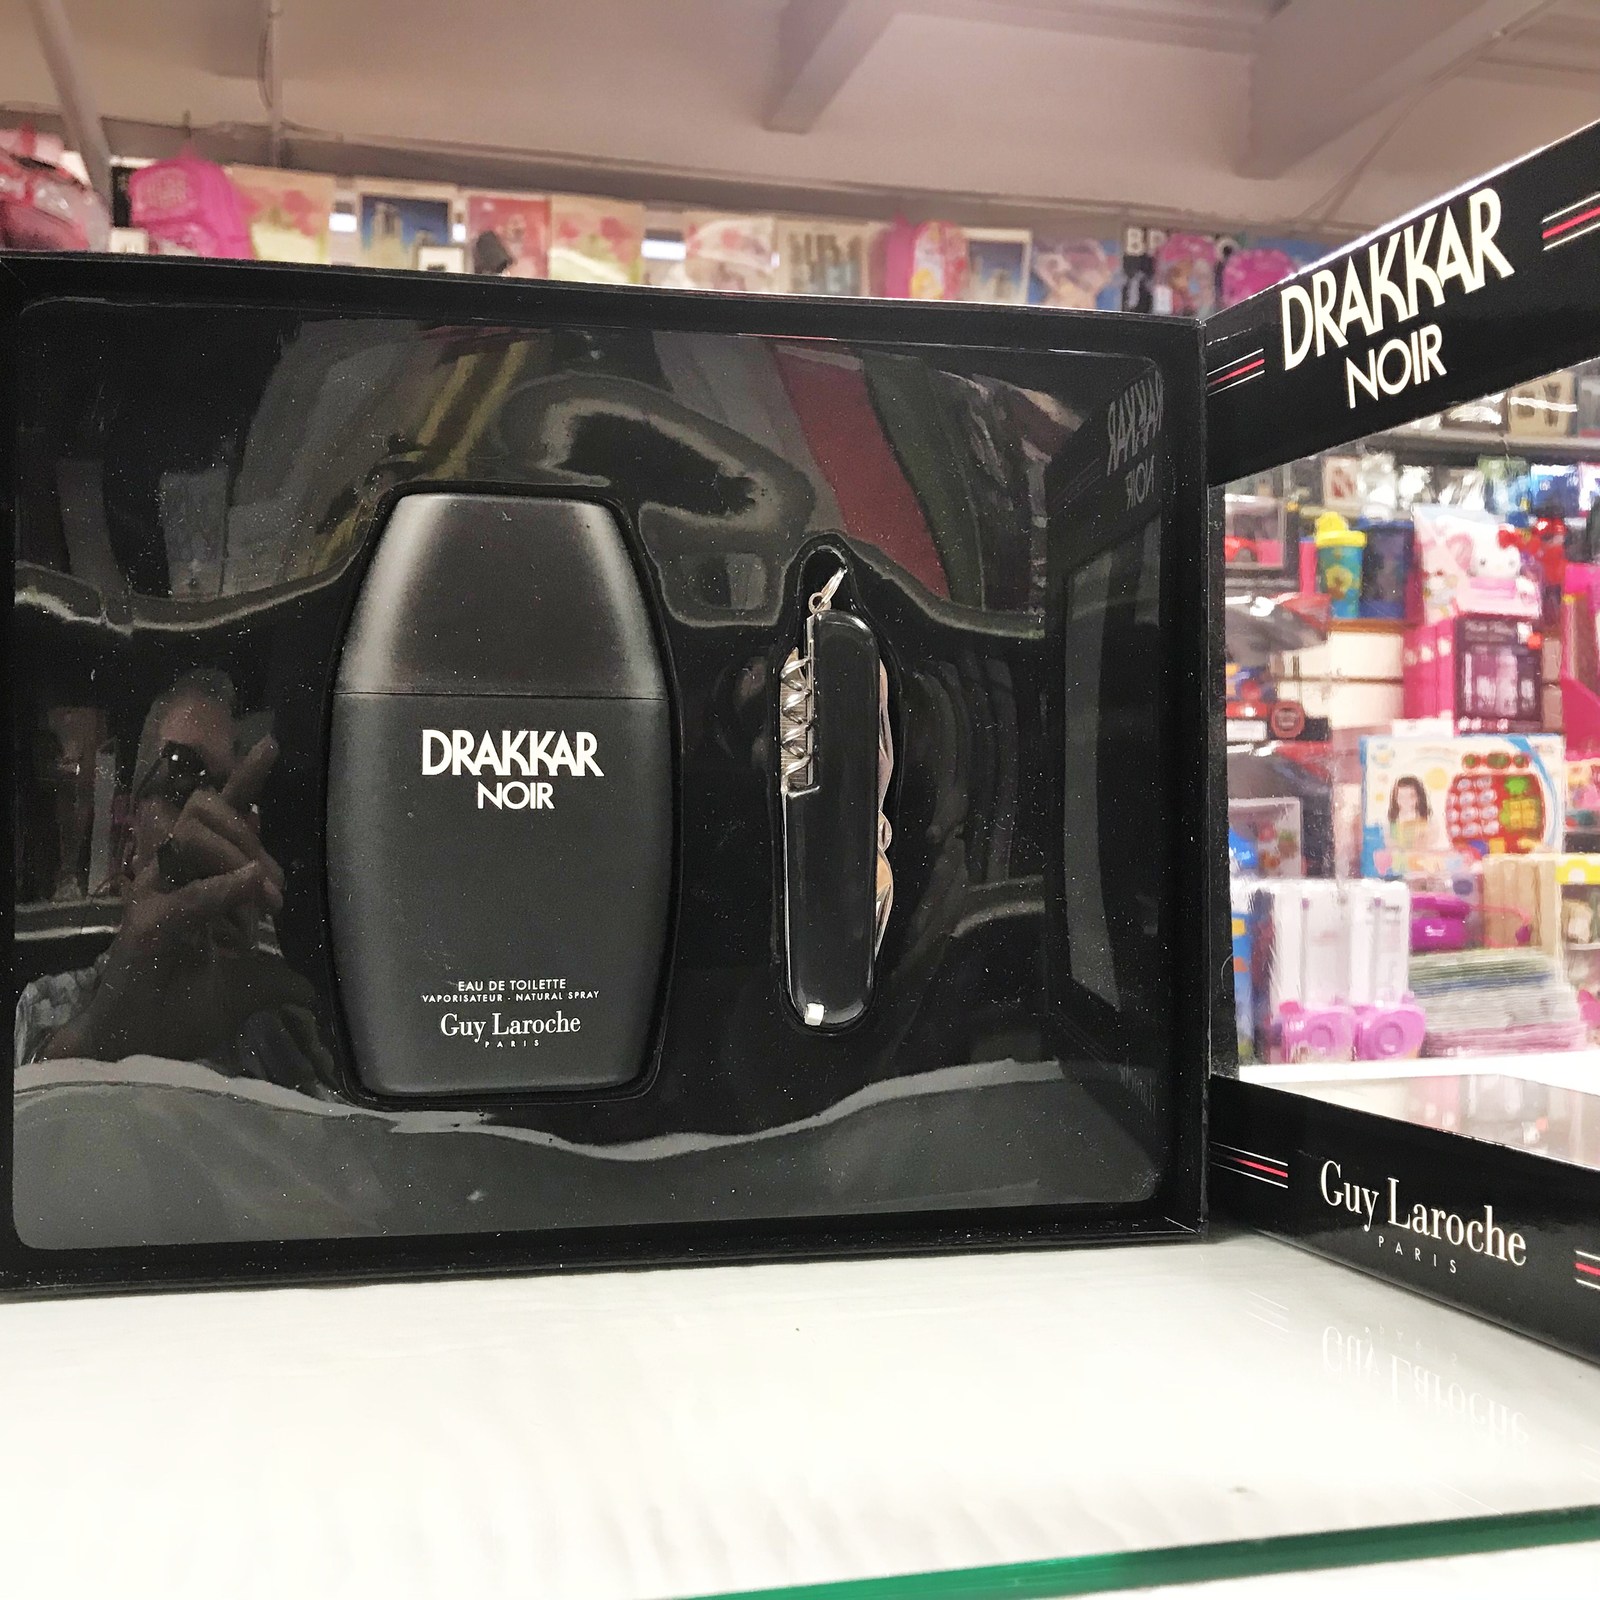 DRAKKAR
NOIR
EAU DE TOILETTE
VAPORISATEUR - NATURAL SPRAY
Guy Laroche
PARIS
DRAKKAR
NOIR
Guy Laroche
PARIS